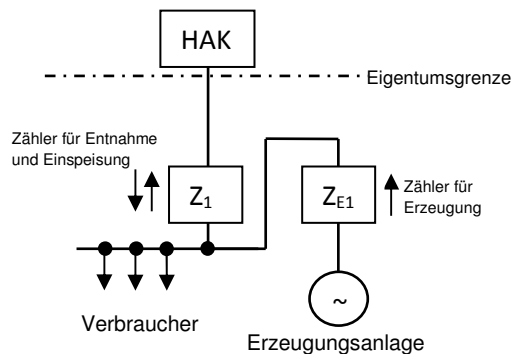 HAK
Eigentumsgrenze
Zähler für Entnahme
und Einspeisung
Z1
ZE1
Zähler für
Erzeugung
~
Verbraucher
Erzeugungsanlage